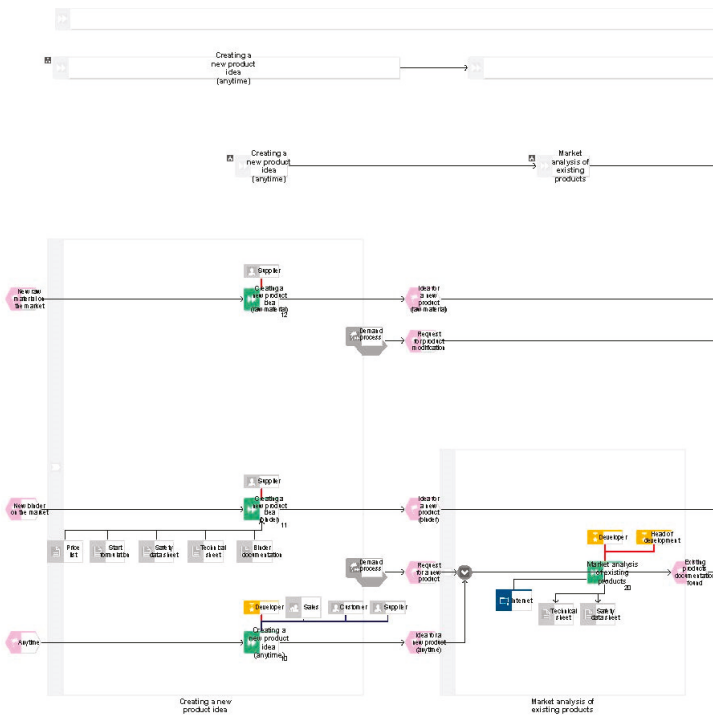 Creating a
new product
idea
(anytime)
Creating a
new product
idea
(anytime)
Market
analysis of
existing
products
Supplier
New raw
material on
the market
Creating a
new product
idea
(raw material)
12
Idea for
a new
product
(raw material)
Demand
process
Request
for product
modification
Supplier
New binder
on the market
Creating a
new product
idea
(binder)
11
Idea for
a new
product
(binder)
Price
list
Start
formulation
Safety
data sheet
Technical
sheet
Binder
documentation
Developer
Head of
development
Demand
process
Request
for a new
product
Market analysis
of existing
products
20
Existing
products
documentation
found
Internet
Technical
sheet
Safety
data sheet
Developer
Sales
Customer
Supplier
Anytime
Creating a
new product
idea
(anytime)
10
Idea for a
new product
(anytime)
Creating a new
product idea
Market analysis of
existing products